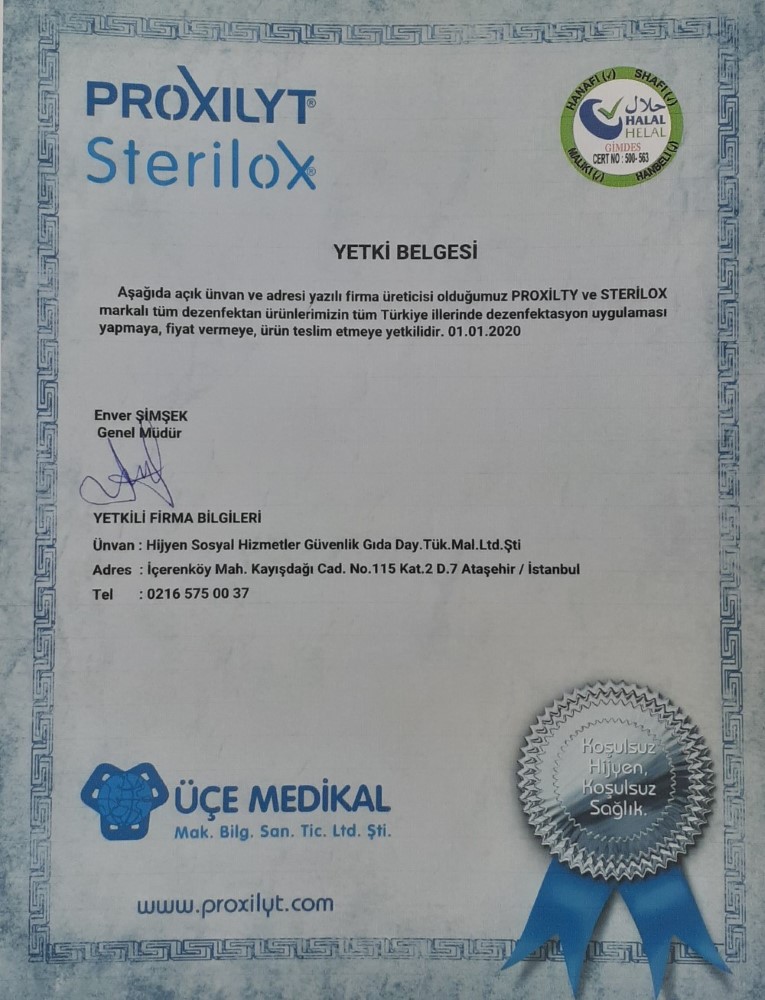 PROXILYT®
Sterilox®
HANAFI (√) SHAFI (√)
حلال
HALAL
HELAL
GİMDES
CERT NO : 500- 563
MALIKI (√) HANBELI (√)
YETKİ BELGESİ
Aşağıda açık ünvan ve adresi yazılı firma üreticisi olduğumuz PROXİLTY ve STERİLOX
markalı tüm dezenfektan ürünlerimizin tüm Türkiye illerinde dezenfektasyon uygulaması
yapmaya, fiyat vermeye, ürün teslim etmeye yetkilidir. 01.01.2020
Enver ŞİMŞEK
Genel Müdür
YETKİLİ FİRMA BİLGİLERİ
Ünvan : Hijyen Sosyal Hizmetler Güvenlik Gıda Day.Tük.Mal.Ltd.Şti
Adres : İçerenköy Mah. Kayışdağı Cad. No.115 Kat.2 D.7 Ataşehir / İstanbul
Tel : 0216 575 00 37
Koşulsuz
Hijyen,
Koşulsuz
Sağlık.
ÜÇE MEDİKAL
Mak. Bilg. San. Tic. Ltd. Şti.
www.proxilyt.com